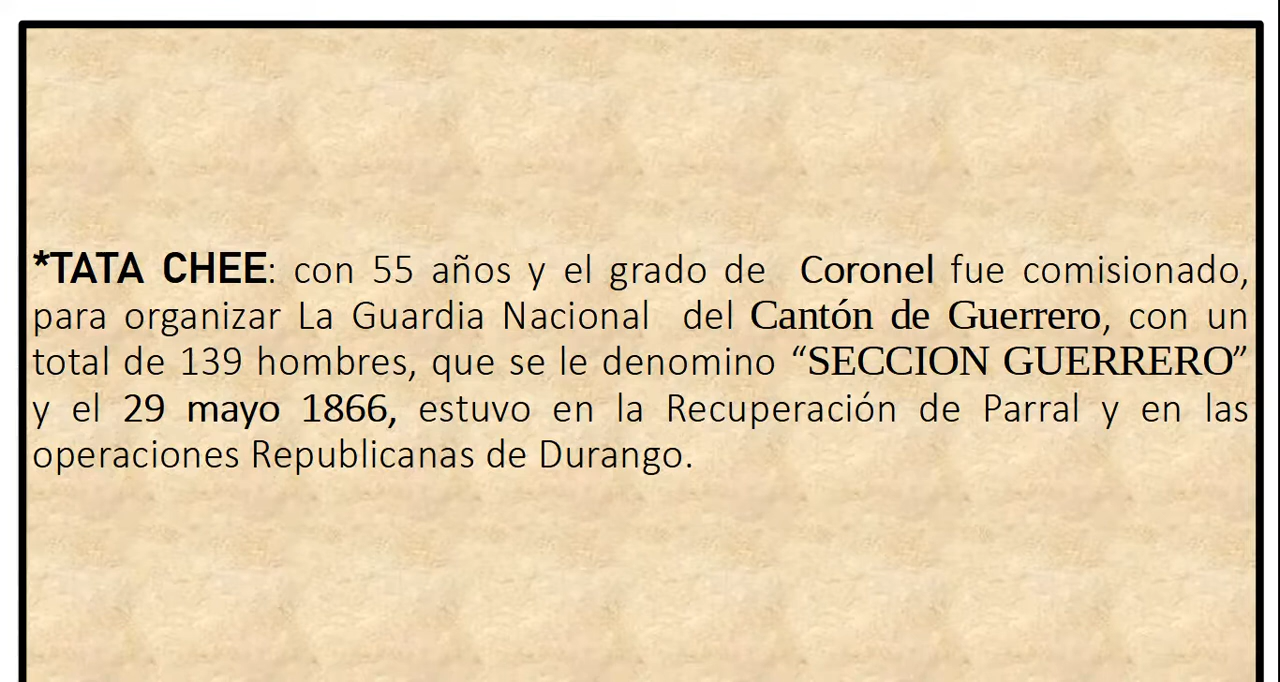 *TATA CHEE: con 55 años y el grado de Coronel fue comisionado,
para organizar La Guardia Nacional del Cantón de Guerrero, con un
total de 139 hombres, que se le denomino “SECCION GUERRERO”
y el 29 mayo 1866, estuvo en la Recuperación de Parral y en las
operaciones Republicanas de Durango.